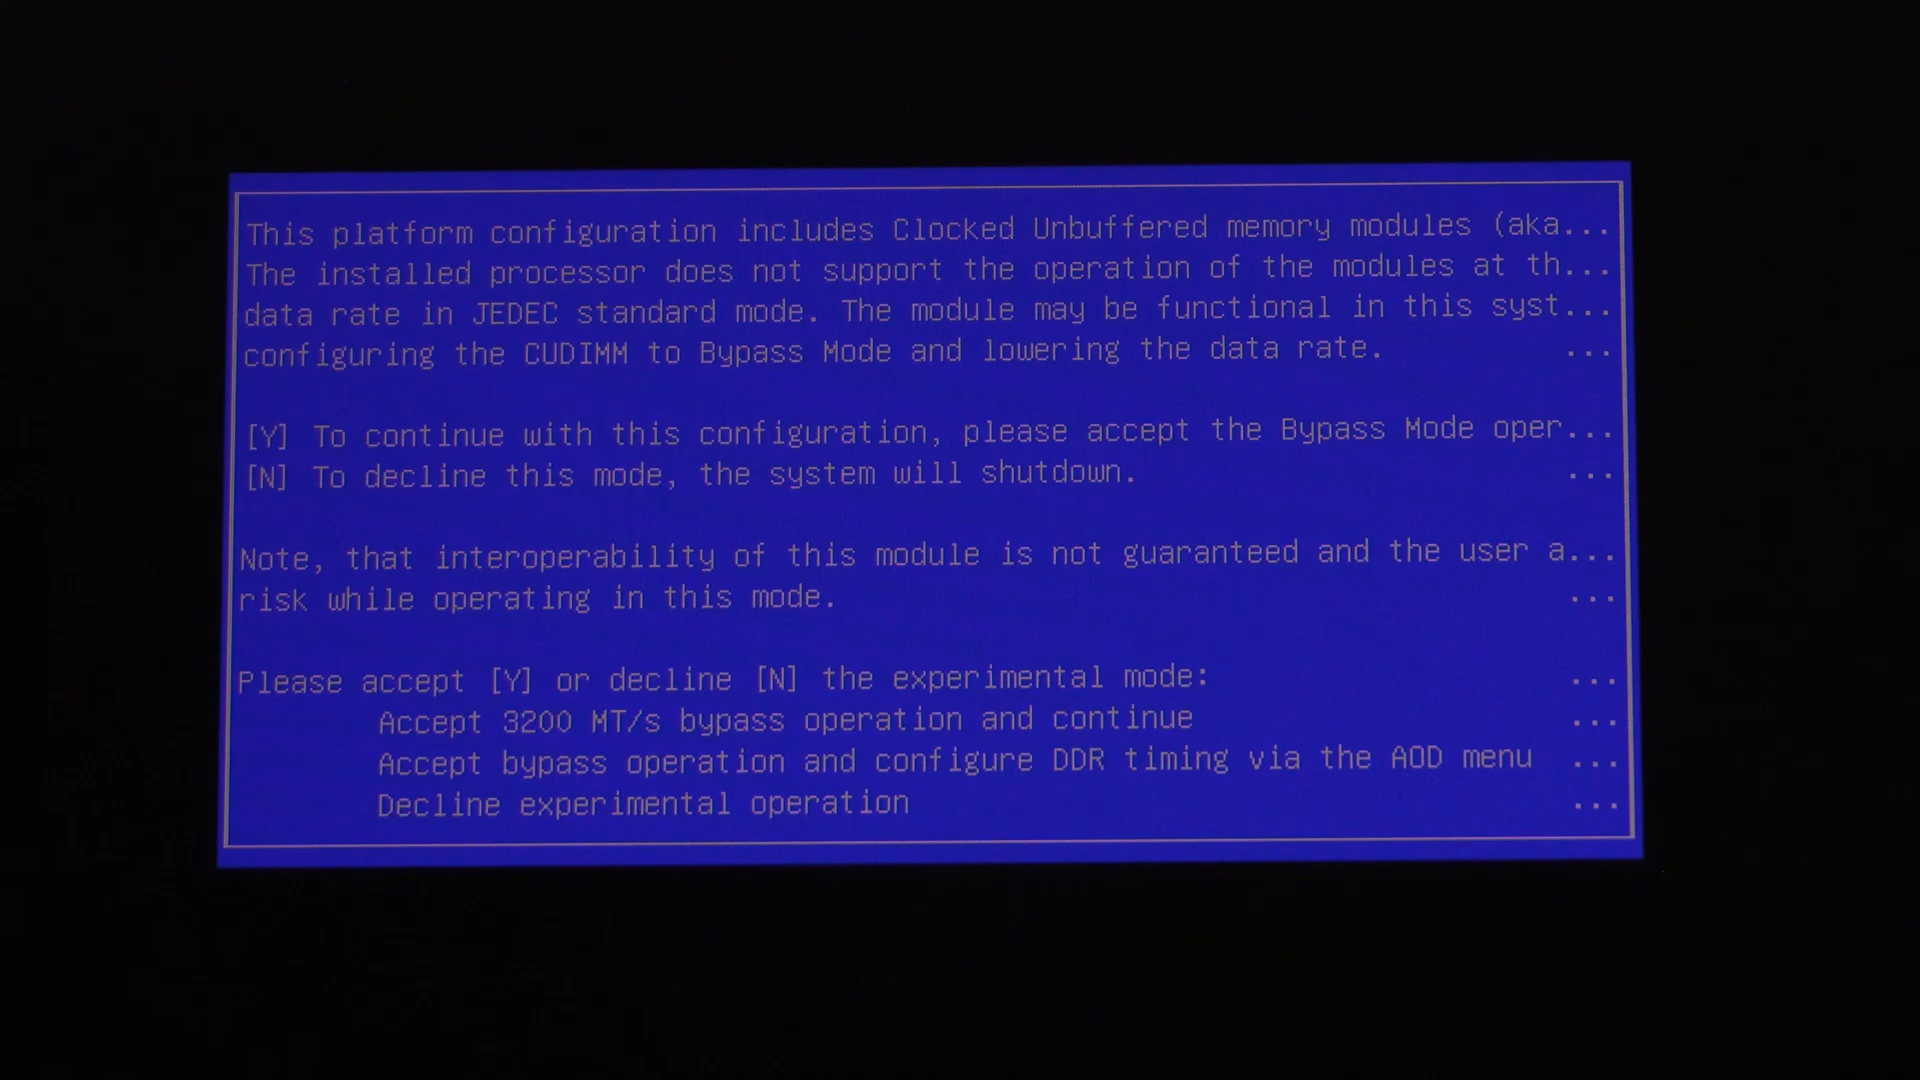 This platform configuration includes Clocked Unbuffered memory modules (aka...
The installed processor does not support the operation of the modules at th...
data rate in JEDEC standard mode. The module may be functional in this syst...
configuring the CUDIMM to Bypass Mode and lowering the data rate. ...
[Y] To continue with this configuration, please accept the Bypass Mode oper...
[N] To decline this mode, the system will shutdown. ...
Note, that interoperability of this module is not guaranteed and the user a...
risk while operating in this mode. ...
Please accept [Y] or decline [N] the experimental mode: ...
Accept 3200 MT/s bypass operation and continue ...
Accept bypass operation and configure DDR timing via the AOD menu ...
Decline experimental operation ...